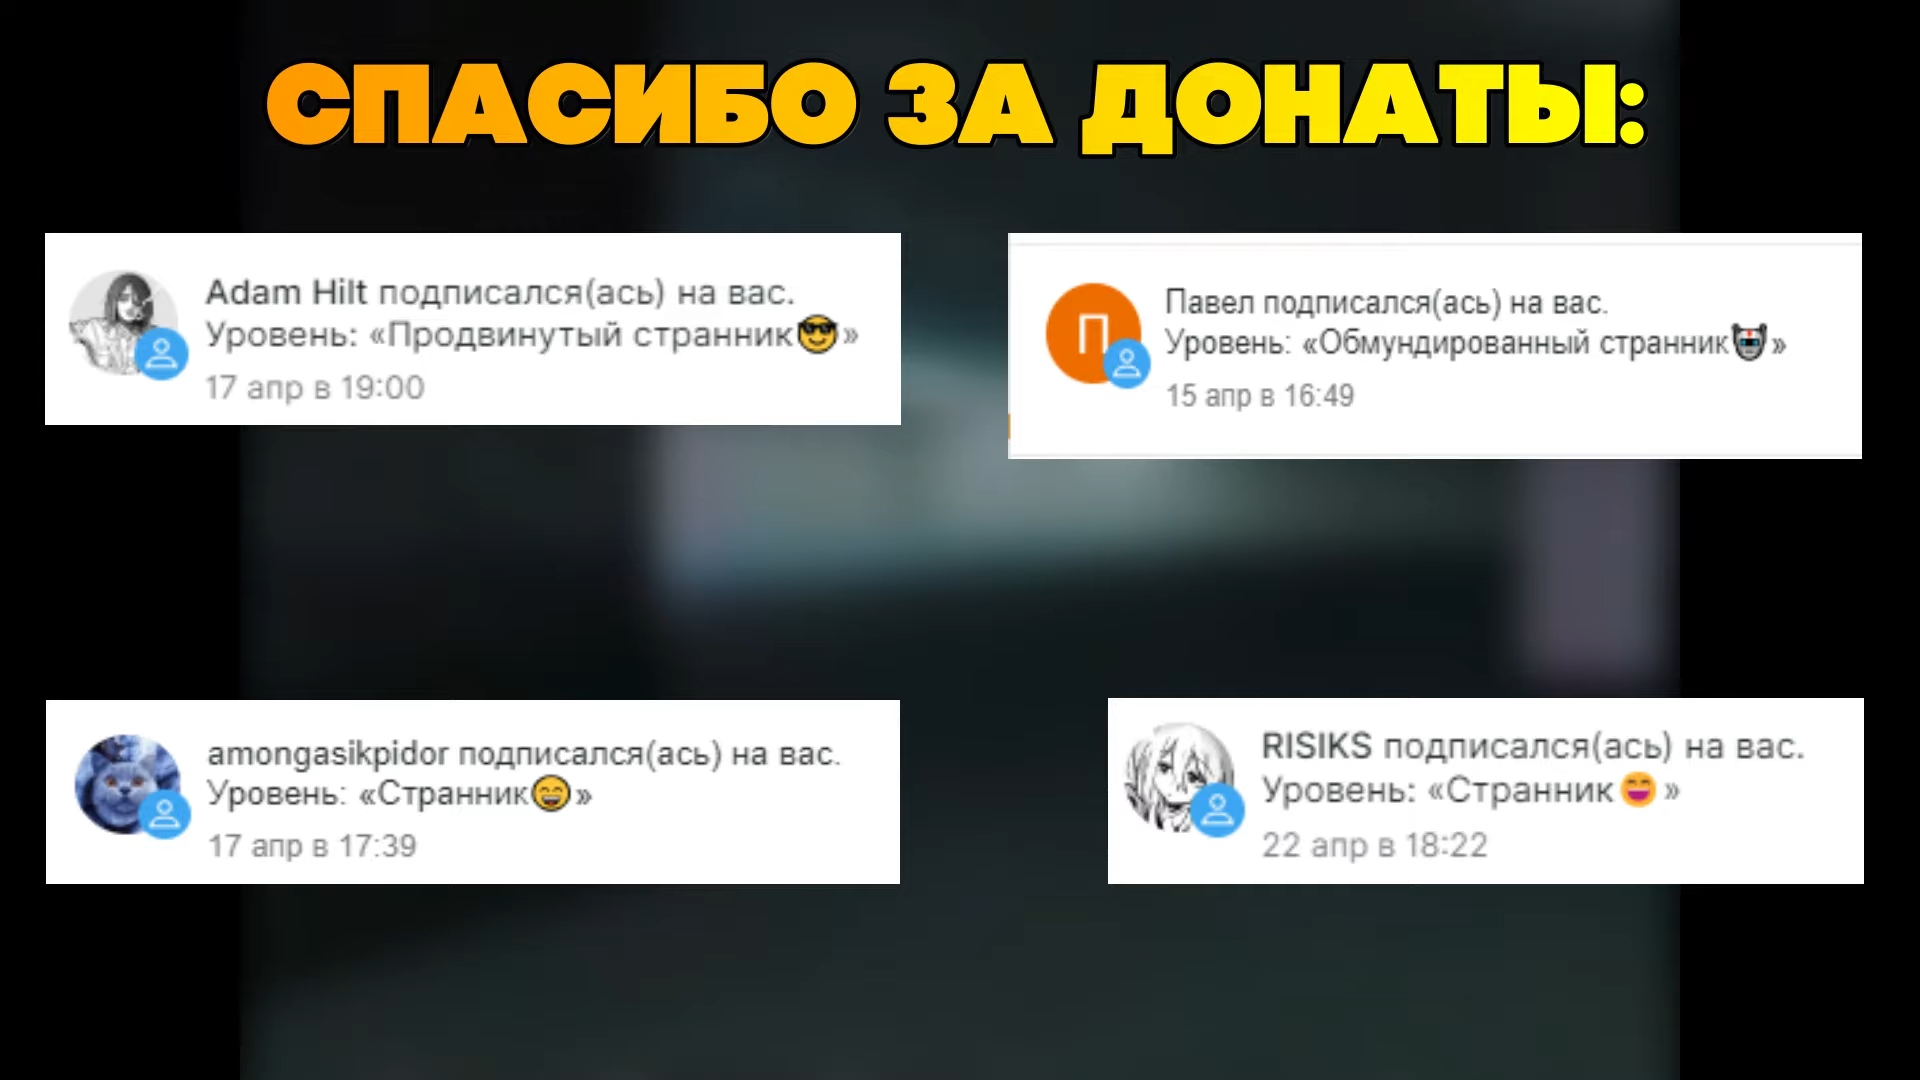 СПАСИБО ЗА ДОНАТЫ:
Adam Hilt подписался(ась) на вас.
Уровень: «Продвинутый странник😎»
17 апр в 19:00
П
Павел подписался(ась) на вас.
Уровень: «Обмундированный странник🤖»
15 апр в 16:49
amongasikpidor подписался(ась) на вас.
Уровень: «Странник😄»
17 апр в 17:39
RISIKS подписался(ась) на вас.
Уровень: «Странник😄»
22 апр в 18:22